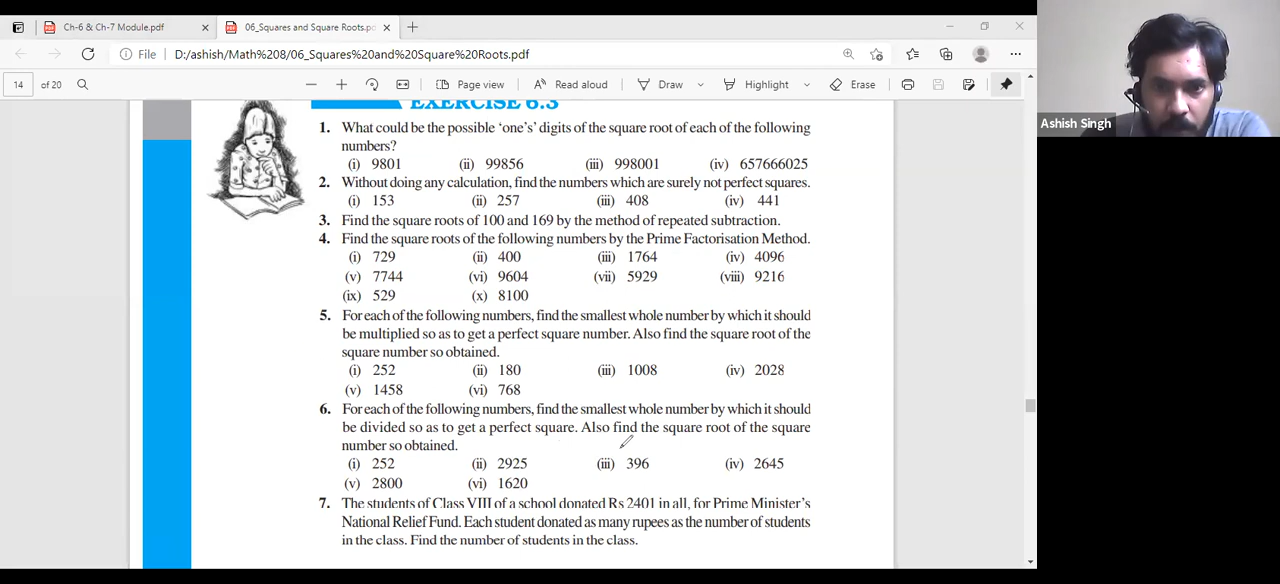 Ch-6 & Ch-7 Module.pdf
06_Squares and Square Roots.po
File D:/ashish/Math%208/06_Squares%20and%20Square%20Roots.pdf
14 of 20
Page view
Read aloud
Draw
Highlight
Erase
Ashish Singh
EXERCISE 6.3
1. What could be the possible ‘one’s’ digits of the square root of each of the following
numbers?
(i) 9801 (ii) 99856 (iii) 998001 (iv) 657666025
2. Without doing any calculation, find the numbers which are surely not perfect squares.
(i) 153 (ii) 257 (iii) 408 (iv) 441
3. Find the square roots of 100 and 169 by the method of repeated subtraction.
4. Find the square roots of the following numbers by the Prime Factorisation Method.
(i) 729 (ii) 400 (iii) 1764 (iv) 4096
(v) 7744 (vi) 9604 (vii) 5929 (viii) 9216
(ix) 529 (x) 8100
5. For each of the following numbers, find the smallest whole number by which it should
be multiplied so as to get a perfect square number. Also find the square root of the
square number so obtained.
(i) 252 (ii) 180 (iii) 1008 (iv) 2028
(v) 1458 (vi) 768
6. For each of the following numbers, find the smallest whole number by which it should
be divided so as to get a perfect square. Also find the square root of the square
number so obtained.
(i) 252 (ii) 2925 (iii) 396 (iv) 2645
(v) 2800 (vi) 1620
7. The students of Class VIII of a school donated Rs 2401 in all, for Prime Minister’s
National Relief Fund. Each student donated as many rupees as the number of students
in the class. Find the number of students in the class.